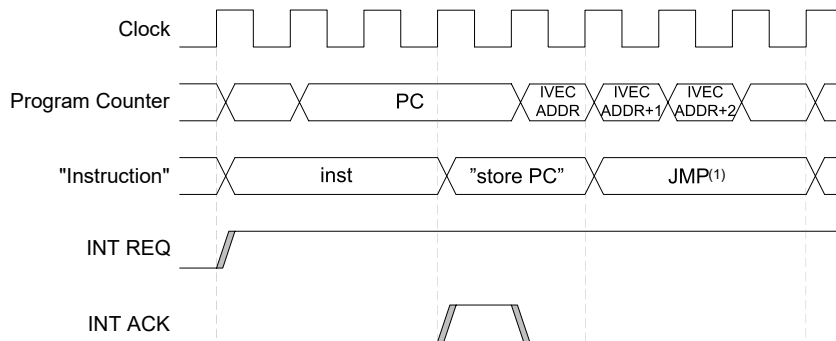 Clock
Program Counter
PC
IVEC
ADDR
IVEC
ADDR+1
IVEC
ADDR+2
"Instruction"
inst
”store PC”
JMP(1)
INT REQ
INT ACK